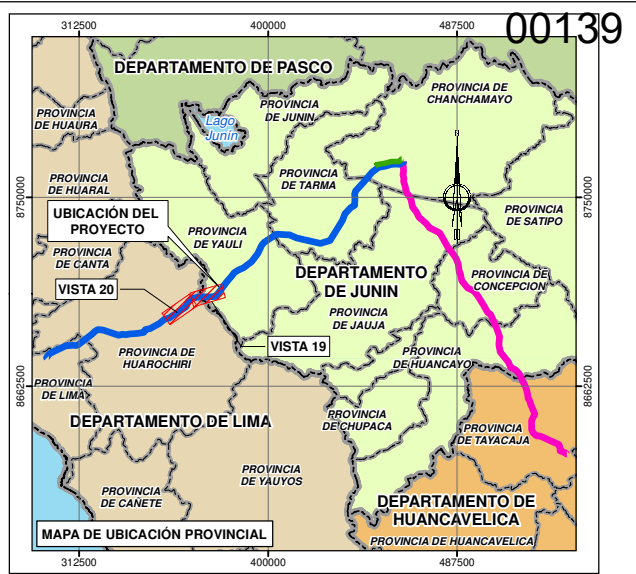 00139
312500
400000
487500
DEPARTAMENTO DE PASCO
PROVINCIA DE
CHANCHAMAYO
PROVINCIA
DE HUAURA
Lago
Junín
PROVINCIA
DE JUNIN
PROVINCIA
DE HUARAL
PROVINCIA
DE TARMA
8750000
8750000
UBICACIÓN DEL
PROYECTO
PROVINCIA
DE SATIPO
PROVINCIA
DE YAULI
PROVINCIA
DE CANTA
DEPARTAMENTO
DE JUNIN
PROVINCIA DE
CONCEPCION
VISTA 20
PROVINCIA
DE JAUJA
VISTA 19
PROVINCIA DE
HUAROCHIRI
PROVINCIA
DE HUANCAYO
8662500
8662500
PROVINCIA
DE LIMA
DEPARTAMENTO DE LIMA
PROVINCIA
DE CHUPACA
PROVINCIA
DE TAYACAJA
PROVINCIA
DE YAUYOS
PROVINCIA
DE CAÑETE
DEPARTAMENTO DE
HUANCAVELICA
MAPA DE UBICACIÓN PROVINCIAL
PROVINCIA DE HUANCAVELICA
312500
400000
487500